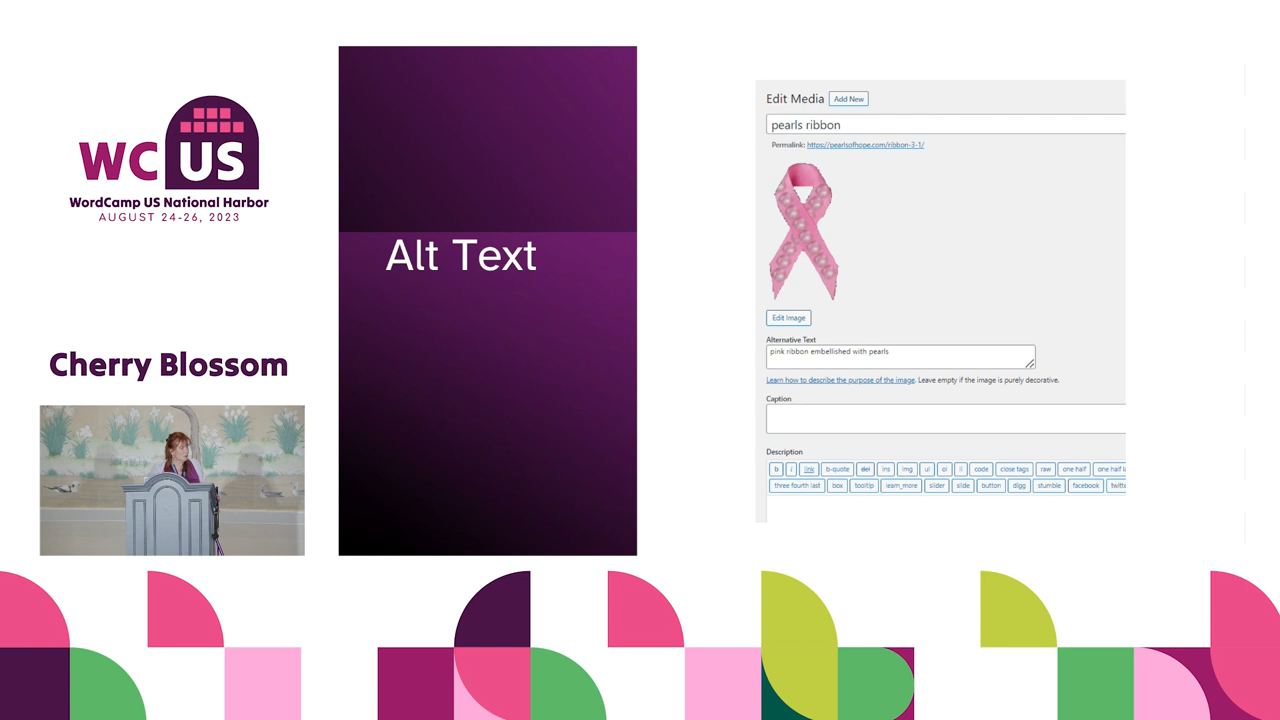 WC US
WordCamp US National Harbor
AUGUST 24-26, 2023
Cherry Blossom
Alt Text
Edit Media Add New
pearls ribbon
Permalink: https://pearlsofhope.com/ribbon-3-1/
Edit Image
Alternative Text
pink ribbon embellished with pearls
Learn how to describe the purpose of the image. Leave empty if the image is purely decorative.
Caption
Description
b i link b-quote del ins img ul ol li code close tags raw one half one half la
three fourth last box tooltip learn_more slider slide button digg stumble facebook twitte